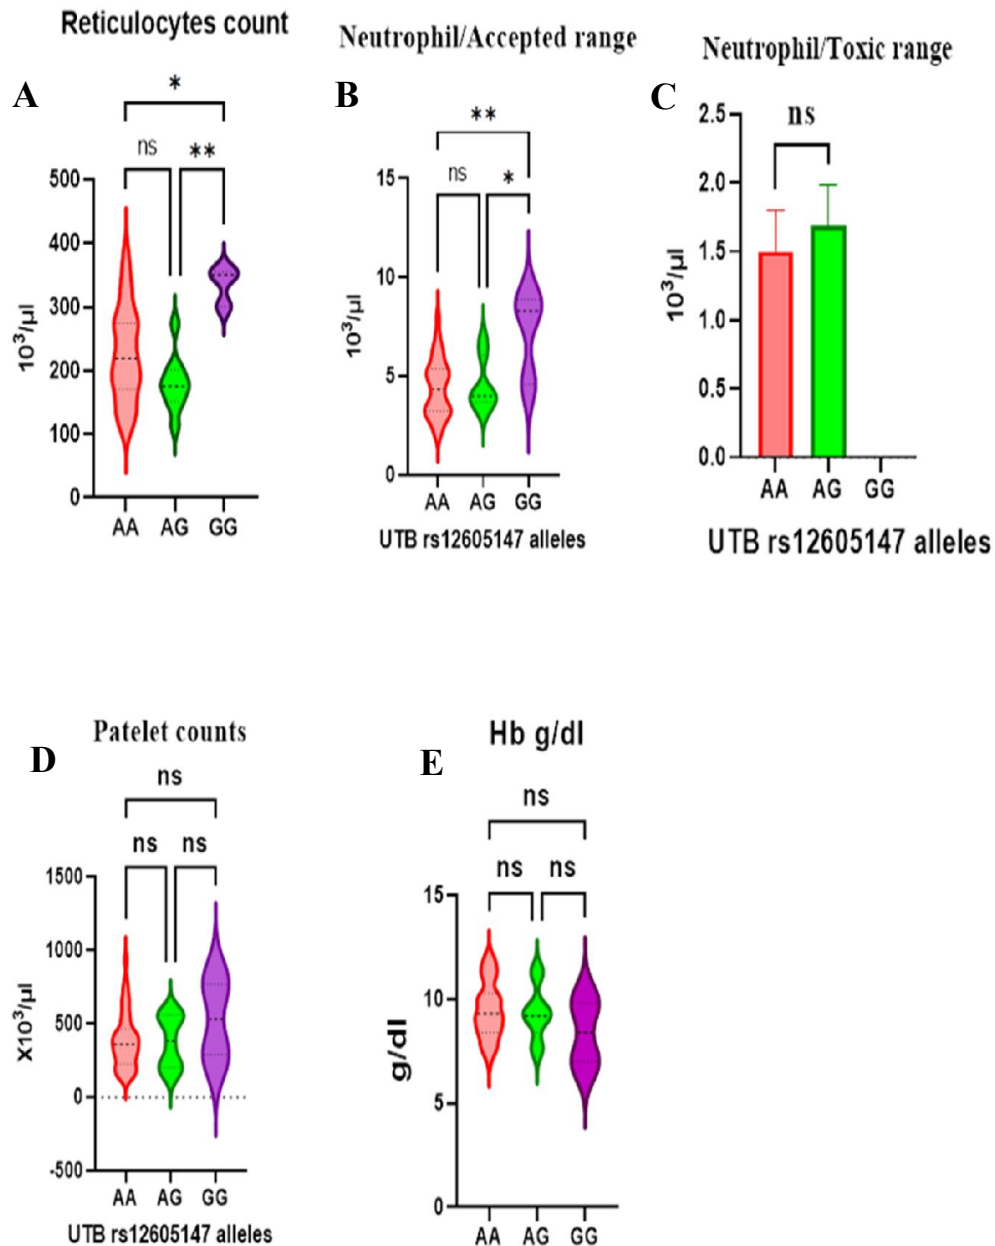 Reticulocytes count
A
*
ns
**
500
400
300
200
100
0
10³/µl
AA AG GG
Neutrophil/Accepted range
B
**
ns
*
15
10
5
0
10³/µl
AA AG GG
UTB rs12605147 alleles
Neutrophil/Toxic range
C
ns
2.5
2.0
1.5
1.0
0.5
0.0
10³/µl
AA AG GG
UTB rs12605147 alleles
Patelet counts
D
ns
ns ns
1500
1000
500
0
-500
X10³/µl
AA AG GG
UTB rs12605147 alleles
Hb g/dl
E
ns
ns ns
15
10
5
0
g/dl
AA AG GG